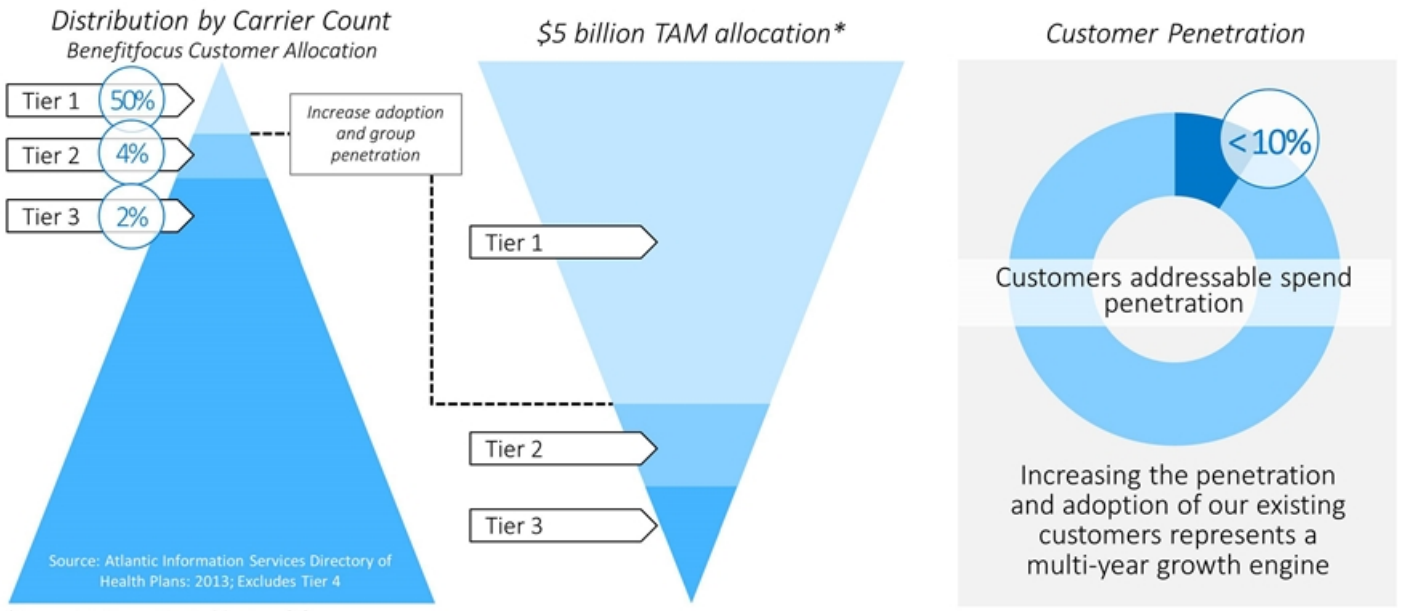 Distribution by Carrier Count
Benefitfocus Customer Allocation
Tier 1 50%
Tier 2 4%
Tier 3 2%
Increase adoption
and group
penetration
Source: Atlantic Information Services Directory of
Health Plans: 2013; Excludes Tier 4
$5 billion TAM allocation*
Tier 1
Tier 2
Tier 3
Customer Penetration
<10%
Customers addressable spend
penetration
Increasing the penetration
and adoption of our existing
customers represents a
multi-year growth engine